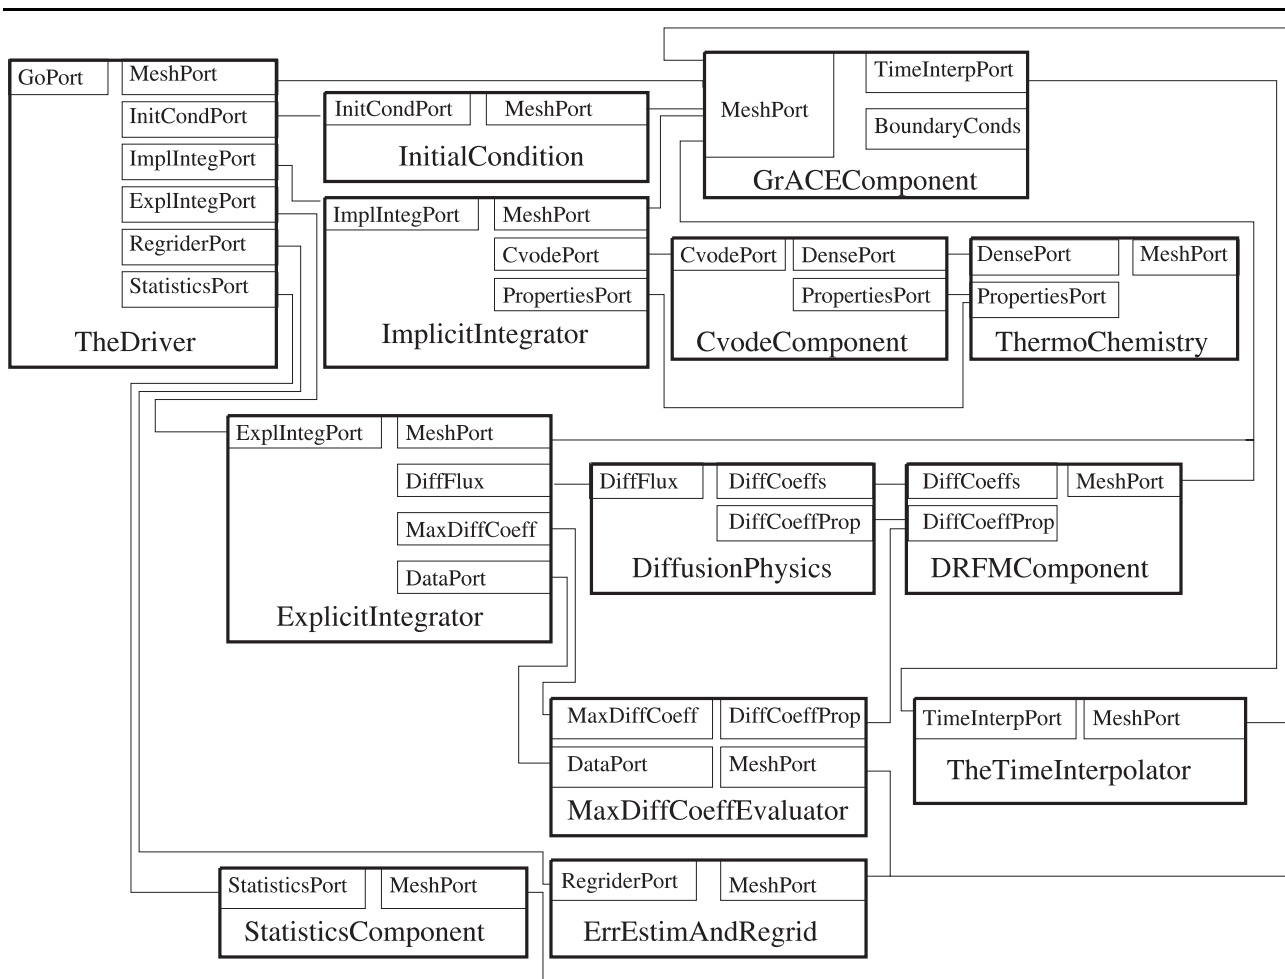 GoPort
MeshPort
InitCondPort
ImplIntegPort
ExplIntegPort
RegriderPort
StatisticsPort
TheDriver
InitCondPort
MeshPort
InitialCondition
MeshPort
TimeInterpPort
BoundaryConds
GrACEComponent
ImplIntegPort
MeshPort
CvodePort
PropertiesPort
ImplicitIntegrator
CvodePort
DensePort
PropertiesPort
CvodeComponent
DensePort
MeshPort
PropertiesPort
ThermoChemistry
ExplIntegPort
MeshPort
DiffFlux
MaxDiffCoeff
DataPort
ExplicitIntegrator
DiffFlux
DiffCoeffs
DiffCoeffProp
DiffusionPhysics
DiffCoeffs
MeshPort
DiffCoeffProp
DRFMComponent
MaxDiffCoeff
DiffCoeffProp
DataPort
MeshPort
MaxDiffCoeffEvaluator
TimeInterpPort
MeshPort
TheTimeInterpolator
StatisticsPort
MeshPort
StatisticsComponent
RegriderPort
MeshPort
ErrEstimAndRegrid